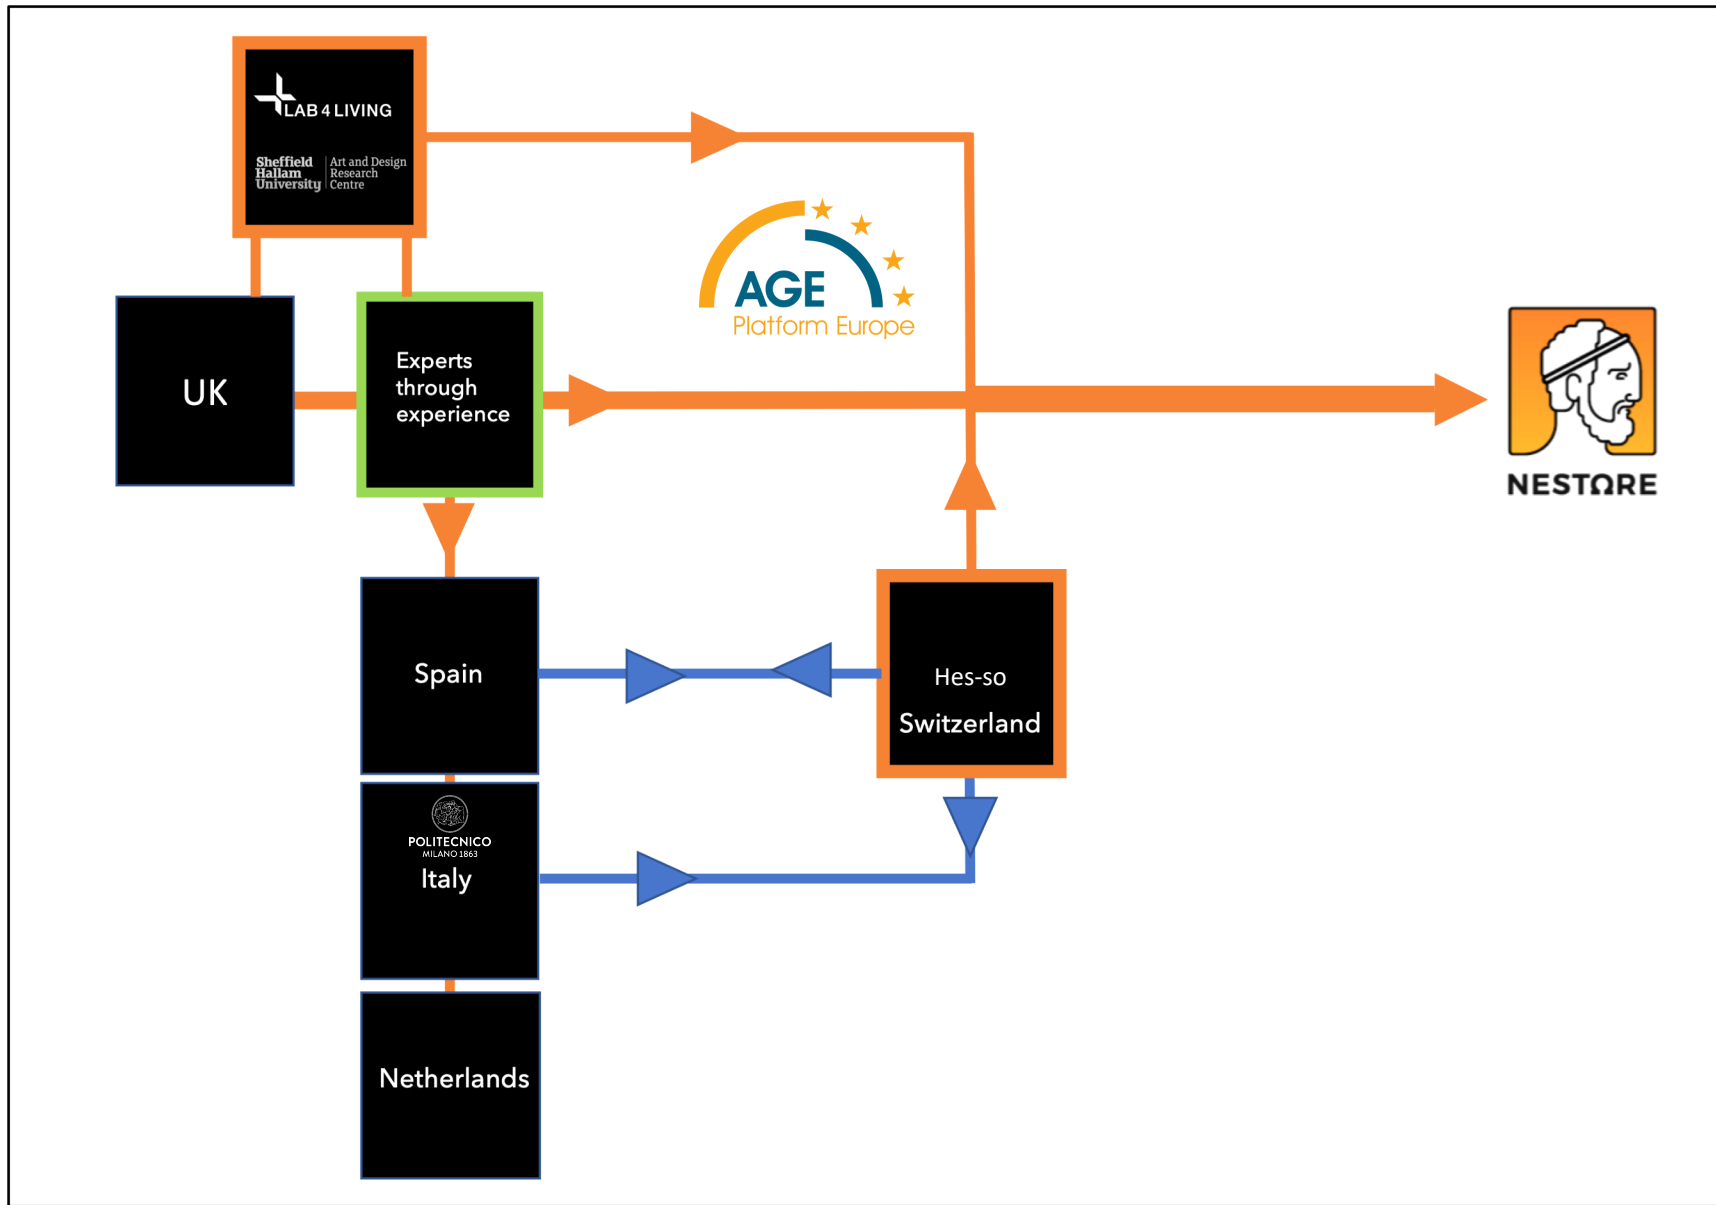 LAB 4 LIVING
Sheffield
Hallam
University
Art and Design
Research
Centre
AGE
Platform Europe
UK
Experts
through
experience
NESTΩRE
Spain
Hes-so
Switzerland
POLITECNICO
MILANO 1863
Italy
Netherlands